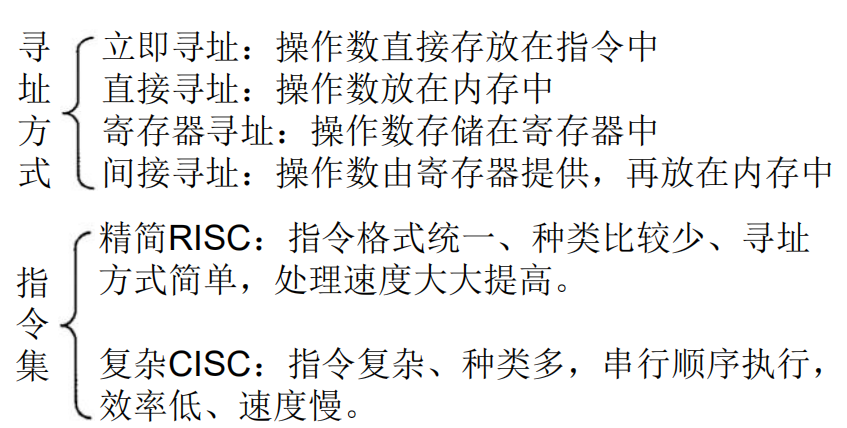 寻址方式
立即寻址：操作数直接存放在指令中
直接寻址：操作数放在内存中
寄存器寻址：操作数存储在寄存器中
间接寻址：操作数由寄存器提供，再放在内存中
指令集
精简RISC：指令格式统一、种类比较少、寻址
方式简单，处理速度大大提高。
复杂CISC：指令复杂、种类多，串行顺序执行，
效率低、速度慢。